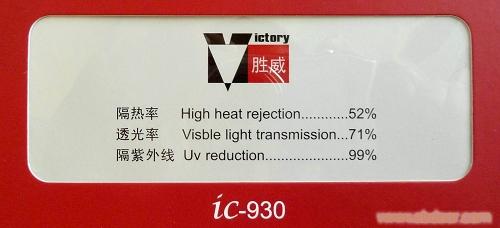 Victory
胜威
隔热率 High heat rejection............52%
透光率 Visble light transmission...71%
隔紫外线 Uv reduction.....................99%
ic-930